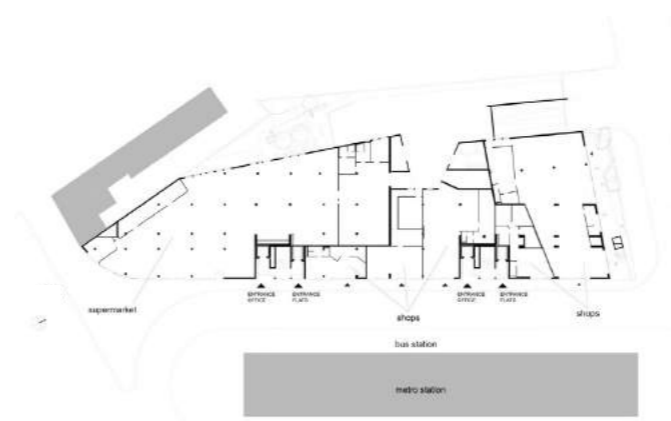 ENTRANCE
OFFICE
ENTRANCE
FLATS
ENTRANCE
OFFICE
ENTRANCE
FLATS
supermarket
shops
shops
bus station
metro station